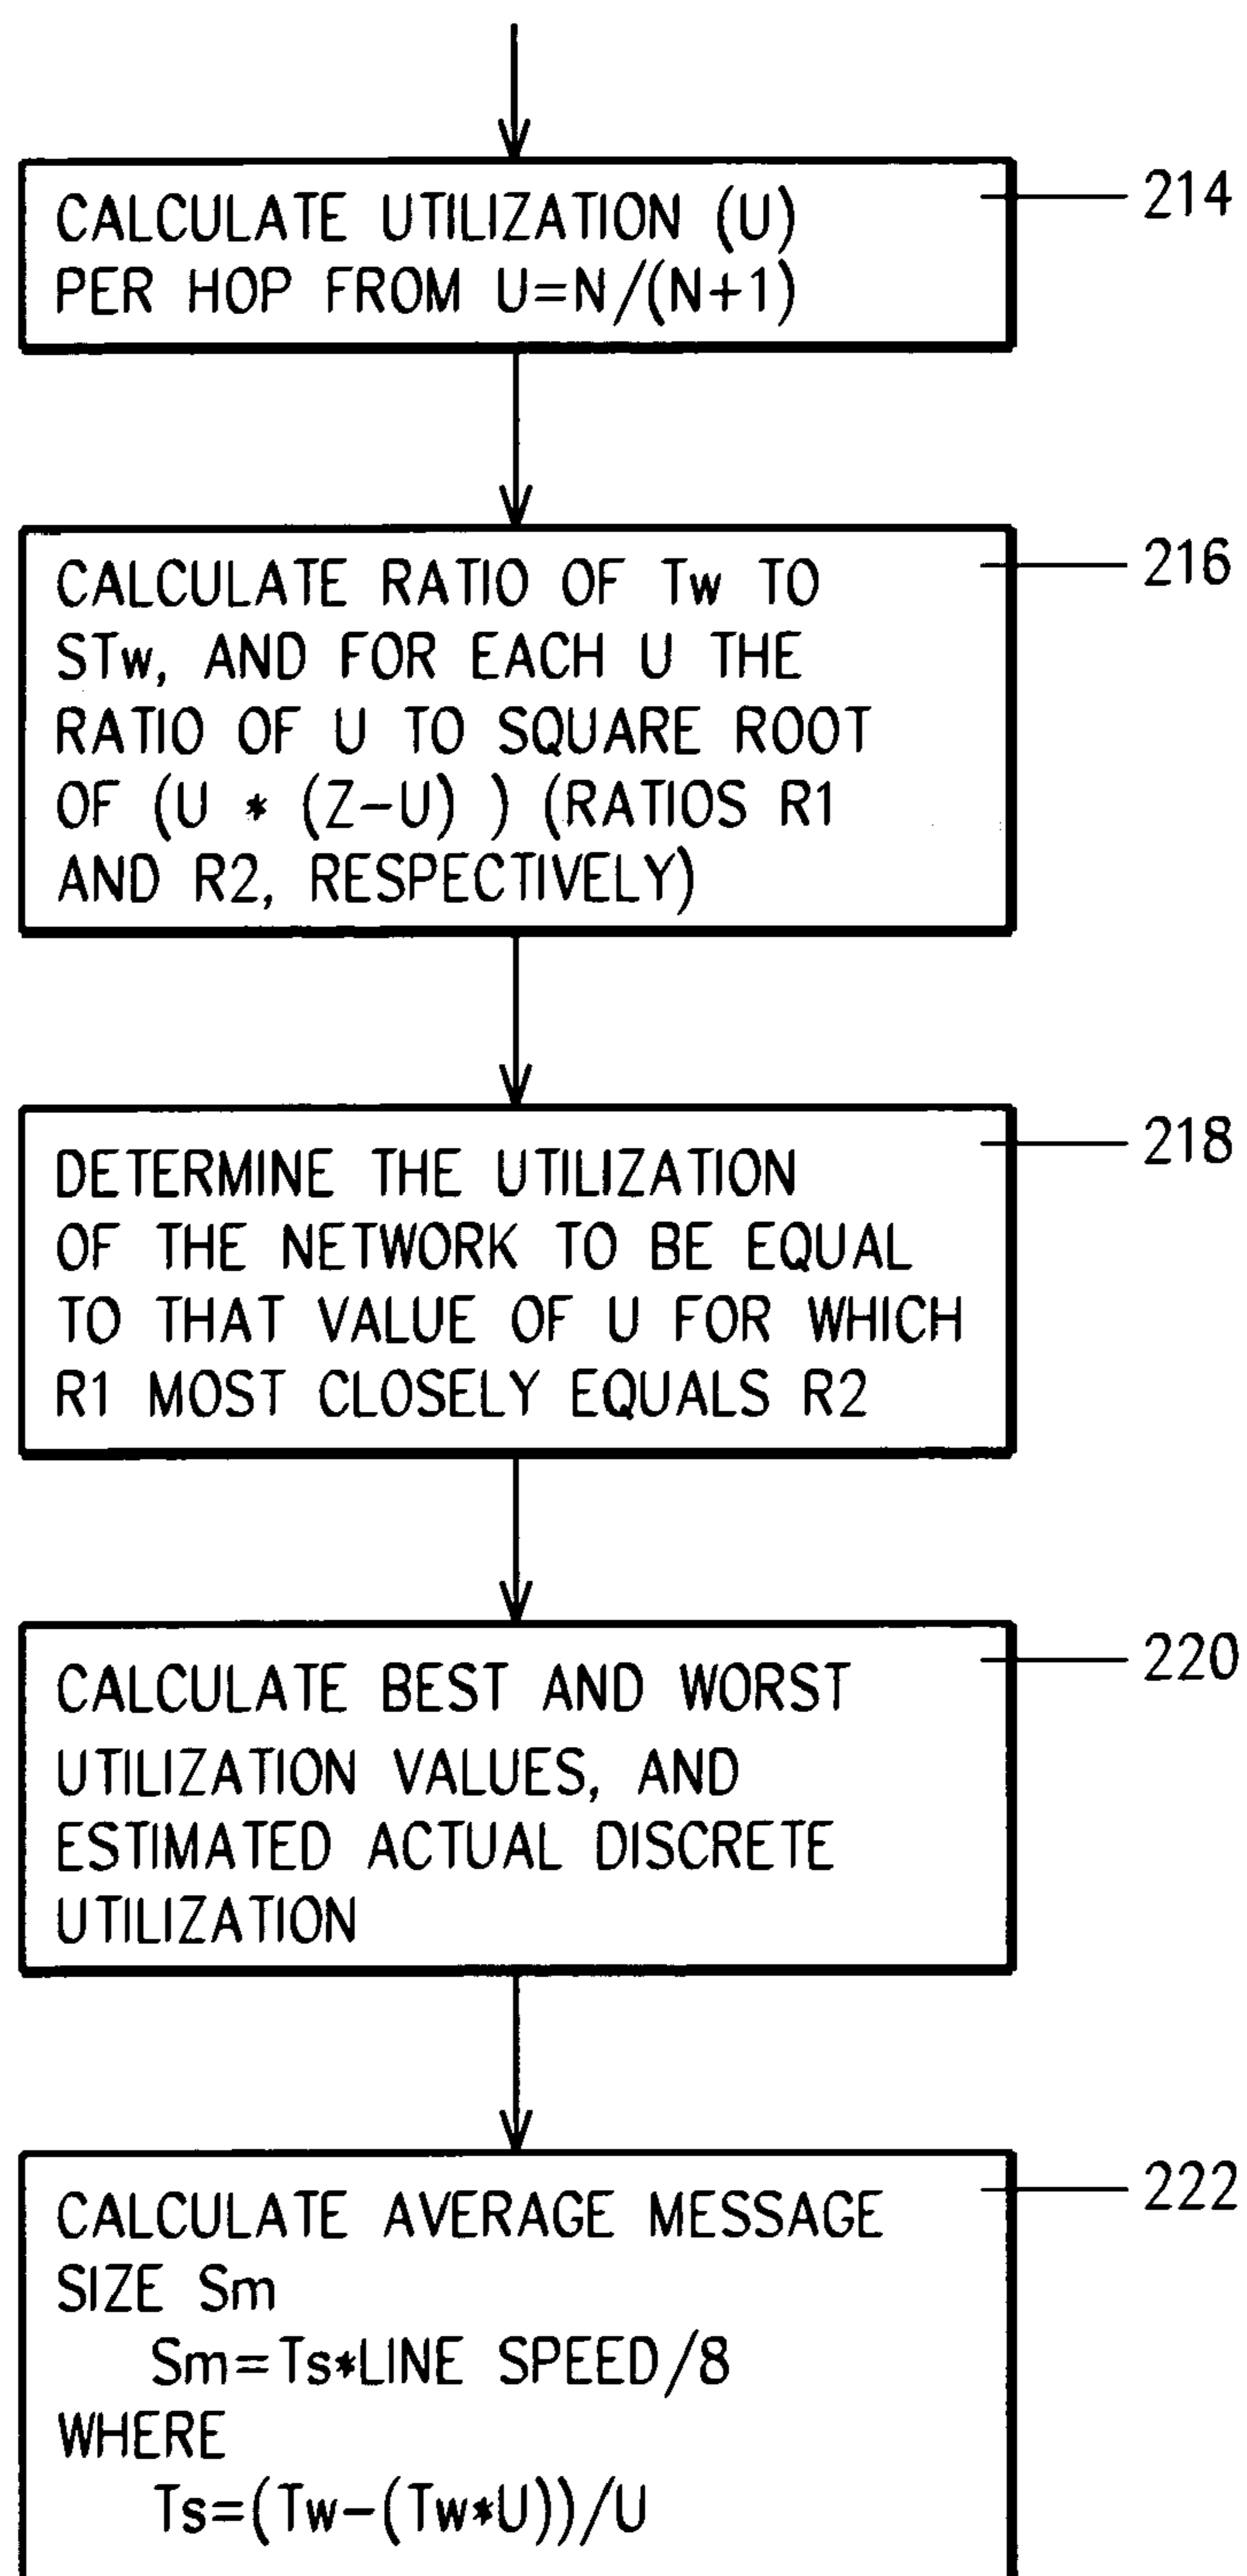 CALCULATE UTILIZATION (U)
PER HOP FROM U=N/(N+1)
214
CALCULATE RATIO OF Tw TO
STw, AND FOR EACH U THE
RATIO OF U TO SQUARE ROOT
OF (U * (Z-U) ) (RATIOS R1
AND R2, RESPECTIVELY)
216
DETERMINE THE UTILIZATION
OF THE NETWORK TO BE EQUAL
TO THAT VALUE OF U FOR WHICH
R1 MOST CLOSELY EQUALS R2
218
CALCULATE BEST AND WORST
UTILIZATION VALUES, AND
ESTIMATED ACTUAL DISCRETE
UTILIZATION
220
CALCULATE AVERAGE MESSAGE
SIZE Sm
Sm=Ts*LINE SPEED/8
WHERE
Ts=(Tw-(Tw*U))/U
222